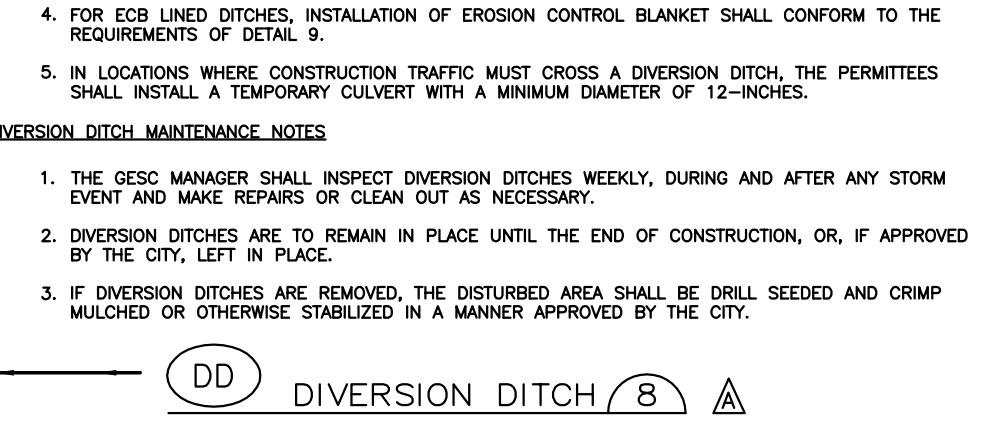 4. FOR ECB LINED DITCHES, INSTALLATION OF EROSION CONTROL BLANKET SHALL CONFORM TO THE
REQUIREMENTS OF DETAIL 9.
5. IN LOCATIONS WHERE CONSTRUCTION TRAFFIC MUST CROSS A DIVERSION DITCH, THE PERMITTEES
SHALL INSTALL A TEMPORARY CULVERT WITH A MINIMUM DIAMETER OF 12-INCHES.
IVERSION DITCH MAINTENANCE NOTES
1. THE GESC MANAGER SHALL INSPECT DIVERSION DITCHES WEEKLY, DURING AND AFTER ANY STORM
EVENT AND MAKE REPAIRS OR CLEAN OUT AS NECESSARY.
2. DIVERSION DITCHES ARE TO REMAIN IN PLACE UNTIL THE END OF CONSTRUCTION, OR, IF APPROVED
BY THE CITY, LEFT IN PLACE.
3. IF DIVERSION DITCHES ARE REMOVED, THE DISTURBED AREA SHALL BE DRILL SEEDED AND CRIMP
MULCHED OR OTHERWISE STABILIZED IN A MANNER APPROVED BY THE CITY.
DD DIVERSION DITCH 8 A